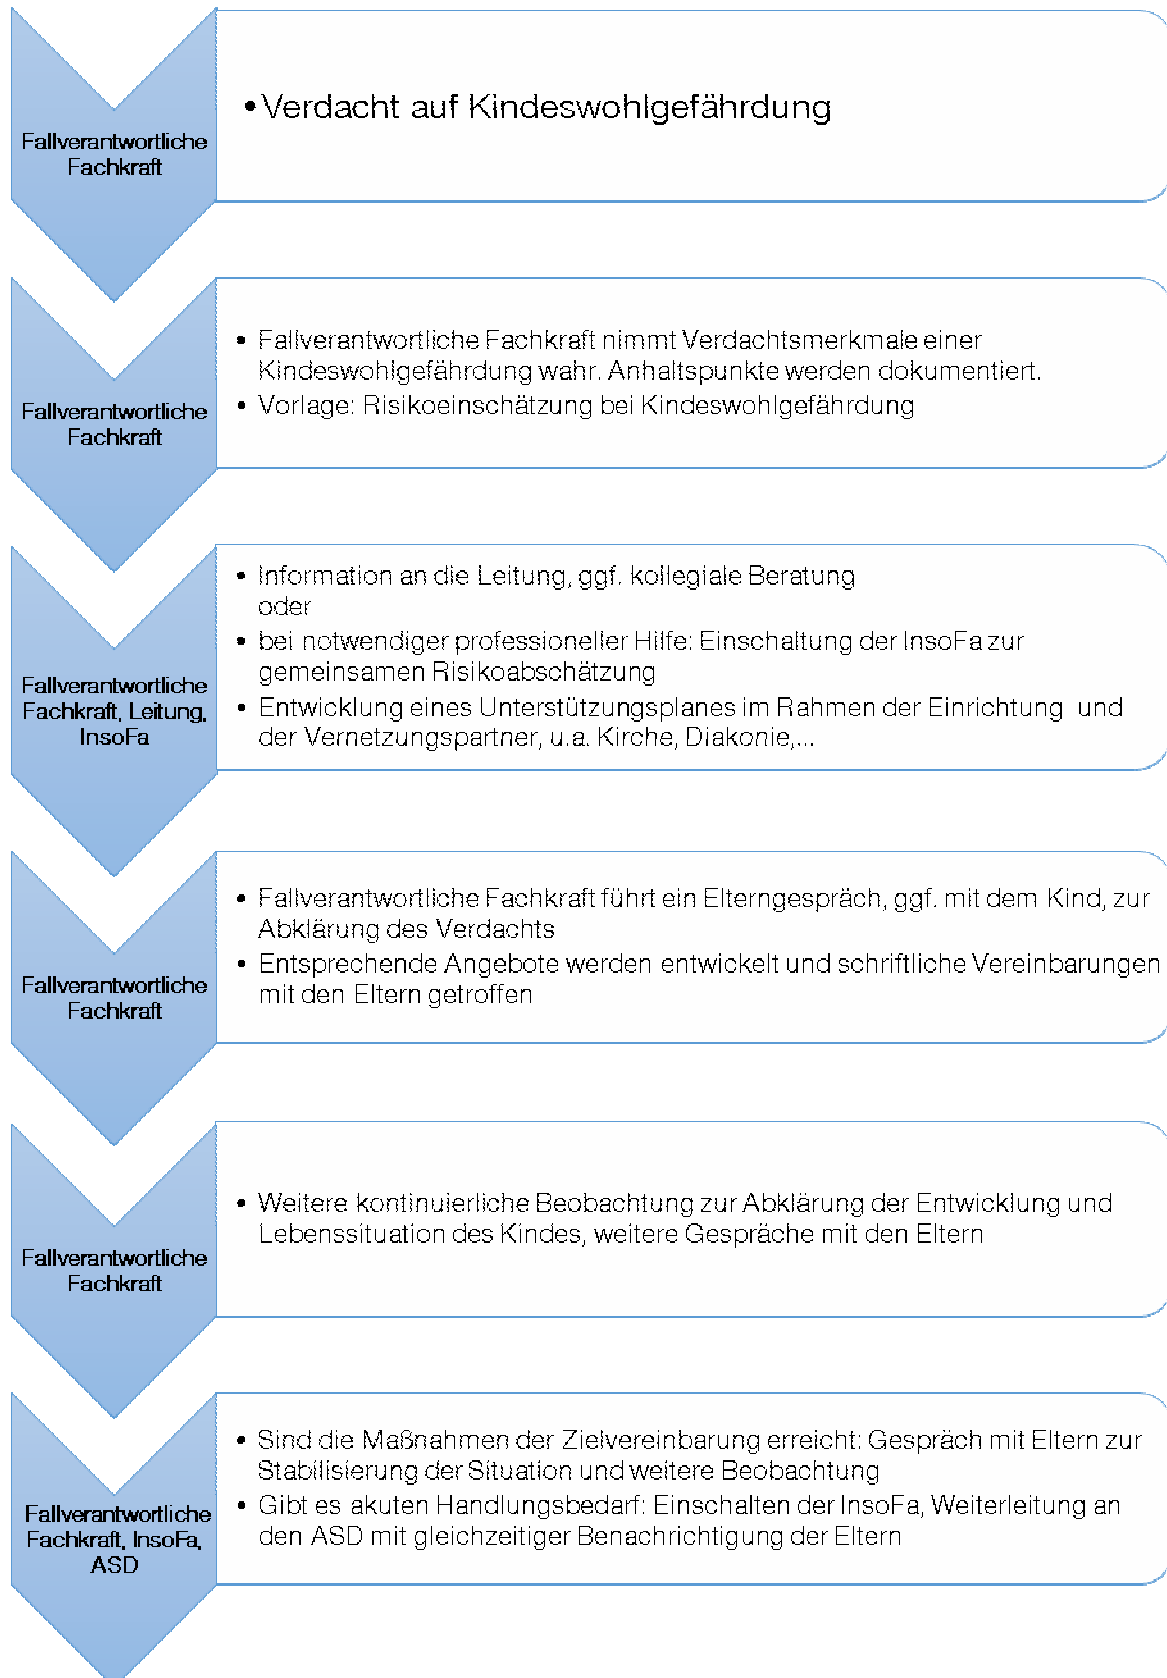 Fallverantwortliche
Fachkraft
•Verdacht auf Kindeswohlgefährdung
Fallverantwortliche
Fachkraft
• Fallverantwortliche Fachkraft nimmt Verdachtsmerkmale einer
Kindeswohlgefährdung wahr. Anhaltspunkte werden dokumentiert.
• Vorlage: Risikoeinschätzung bei Kindeswohlgefährdung
Fallverantwortliche
Fachkraft, Leitung,
InsoFa
• Information an die Leitung, ggf. kollegiale Beratung
oder
• bei notwendiger professioneller Hilfe: Einschaltung der InsoFa zur
gemeinsamen Risikoabschätzung
• Entwicklung eines Unterstützungsplanes im Rahmen der Einrichtung und
der Vernetzungspartner, u.a. Kirche, Diakonie,...
Fallverantwortliche
Fachkraft
• Fallverantwortliche Fachkraft führt ein Elterngespräch, ggf. mit dem Kind, zur
Abklärung des Verdachts
• Entsprechende Angebote werden entwickelt und schriftliche Vereinbarungen
mit den Eltern getroffen
Fallverantwortliche
Fachkraft
• Weitere kontinuierliche Beobachtung zur Abklärung der Entwicklung und
Lebenssituation des Kindes, weitere Gespräche mit den Eltern
Fallverantwortliche
Fachkraft, InsoFa,
ASD
• Sind die Maßnahmen der Zielvereinbarung erreicht: Gespräch mit Eltern zur
Stabilisierung der Situation und weitere Beobachtung
• Gibt es akuten Handlungsbedarf: Einschalten der InsoFa, Weiterleitung an
den ASD mit gleichzeitiger Benachrichtigung der Eltern